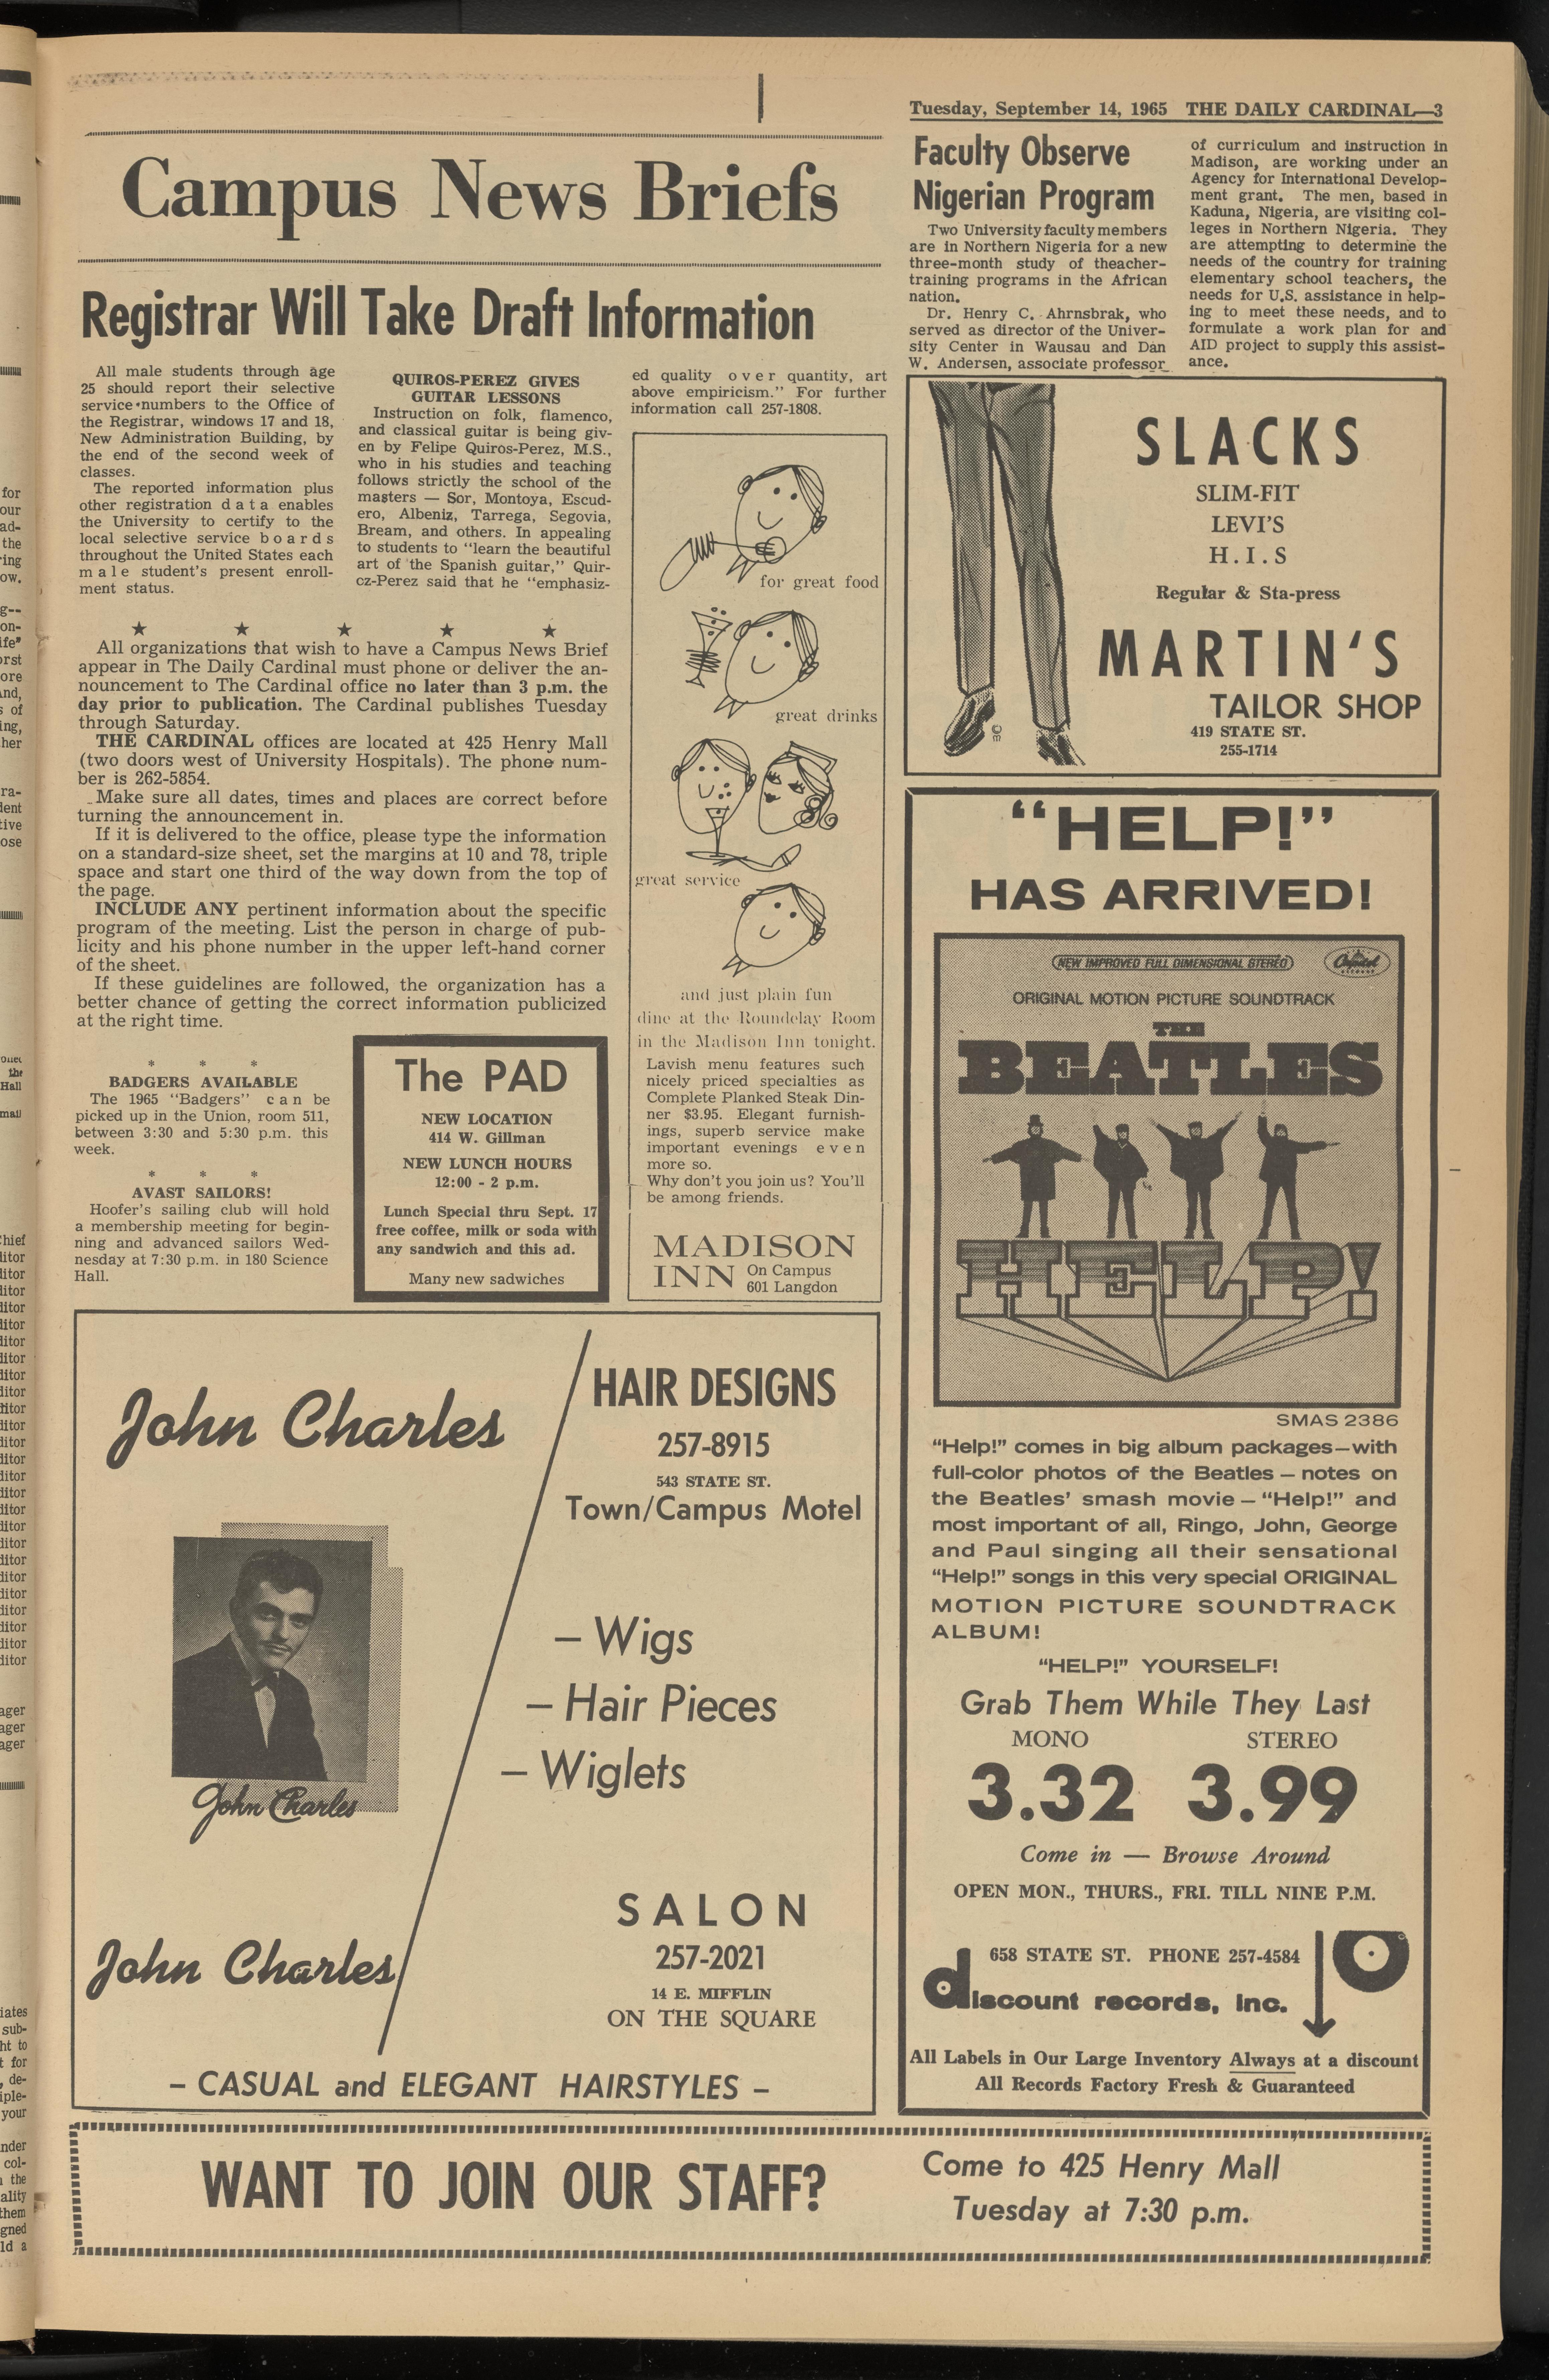 Tuesday, September 14, 1965 THE DAILY CARDINAL—3
Campus News Briefs
Registrar Will Take Draft Information
All male students through age
25 should report their selective
service numbers to the Office of
the Registrar, windows 17 and 18,
New Administration Building, by
the end of the second week of
classes.
The reported information plus
other registration data enables
the University to certify to the
local selective service boards
throughout the United States each
male student's present enroll-
ment status.
QUIROS-PEREZ GIVES
GUITAR LESSONS
Instruction on folk, flamenco,
and classical guitar is being giv-
en by Felipe Quiros-Perez, M.S.,
who in his studies and teaching
follows strictly the school of the
masters — Sor, Montoya, Escud-
ero, Albeniz, Tarrega, Segovia,
Bream, and others. In appealing
to students to “learn the beautiful
art of the Spanish guitar,” Quir-
cz-Perez said that he “emphasiz-
ed quality over quantity, art
above empiricism.” For further
information call 257-1808.
★ ★ ★ ★ ★
All organizations that wish to have a Campus News Brief
appear in The Daily Cardinal must phone or deliver the an-
nouncement to The Cardinal office no later than 3 p.m. the
day prior to publication. The Cardinal publishes Tuesday
through Saturday.
THE CARDINAL offices are located at 425 Henry Mall
(two doors west of University Hospitals). The phone num-
ber is 262-5854.
Make sure all dates, times and places are correct before
turning the announcement in.
If it is delivered to the office, please type the information
on a standard-size sheet, set the margins at 10 and 78, triple
space and start one third of the way down from the top of
the page.
INCLUDE ANY pertinent information about the specific
program of the meeting. List the person in charge of pub-
licity and his phone number in the upper left-hand corner
of the sheet.
If these guidelines are followed, the organization has a
better chance of getting the correct information publicized
at the right time.
* * *
BADGERS AVAILABLE
The 1965 “Badgers” can be
picked up in the Union, room 511,
between 3:30 and 5:30 p.m. this
week.
* * *
AVAST SAILORS!
Hoofer's sailing club will hold
a membership meeting for begin-
ning and advanced sailors Wed-
nesday at 7:30 p.m. in 180 Science
Hall.
The PAD
NEW LOCATION
414 W. Gillman
NEW LUNCH HOURS
12:00 - 2 p.m.
Lunch Special thru Sept. 17
free coffee, milk or soda with
any sandwich and this ad.
Many new sadwiches
for great food
great drinks
great service
and just plain fun
dine at the Roundelay Room
in the Madison Inn tonight.
Lavish menu features such
nicely priced specialties as
Complete Planked Steak Din-
ner $3.95. Elegant furnish-
ings, superb service make
important evenings even
more so.
Why don't you join us? You'll
be among friends.
MADISON
INN On Campus
601 Langdon
Faculty Observe
Nigerian Program
Two University faculty members
are in Northern Nigeria for a new
three-month study of theacher-
training programs in the African
nation.
Dr. Henry C. Ahrnsbrak, who
served as director of the Univer-
sity Center in Wausau and Dan
W. Andersen, associate professor
of curriculum and instruction in
Madison, are working under an
Agency for International Develop-
ment grant. The men, based in
Kaduna, Nigeria, are visiting col-
leges in Northern Nigeria. They
are attempting to determine the
needs of the country for training
elementary school teachers, the
needs for U.S. assistance in help-
ing to meet these needs, and to
formulate a work plan for and
AID project to supply this assist-
ance.
SLACKS
SLIM-FIT
LEVI'S
H.I.S
Regular & Sta-press
MARTIN'S
TAILOR SHOP
419 STATE ST.
255-1714
“HELP!”
HAS ARRIVED!
NEW IMPROVED FULL DIMENSIONAL STEREO
Capitol
ORIGINAL MOTION PICTURE SOUNDTRACK
THE
BEATLES
HELP!
SMAS 2386
“Help!” comes in big album packages—with
full-color photos of the Beatles — notes on
the Beatles' smash movie — “Help!” and
most important of all, Ringo, John, George
and Paul singing all their sensational
“Help!” songs in this very special ORIGINAL
MOTION PICTURE SOUNDTRACK
ALBUM!
“HELP!” YOURSELF!
Grab Them While They Last
MONO STEREO
3.32 3.99
Come in — Browse Around
OPEN MON., THURS., FRI. TILL NINE P.M.
658 STATE ST. PHONE 257-4584
discount records, inc.
All Labels in Our Large Inventory Always at a discount
All Records Factory Fresh & Guaranteed
John Charles
HAIR DESIGNS
257-8915
543 STATE ST.
Town/Campus Motel
– Wigs
– Hair Pieces
– Wiglets
John Charles
John Charles
SALON
257-2021
14 E. MIFFLIN
ON THE SQUARE
– CASUAL and ELEGANT HAIRSTYLES –
WANT TO JOIN OUR STAFF?
Come to 425 Henry Mall
Tuesday at 7:30 p.m.